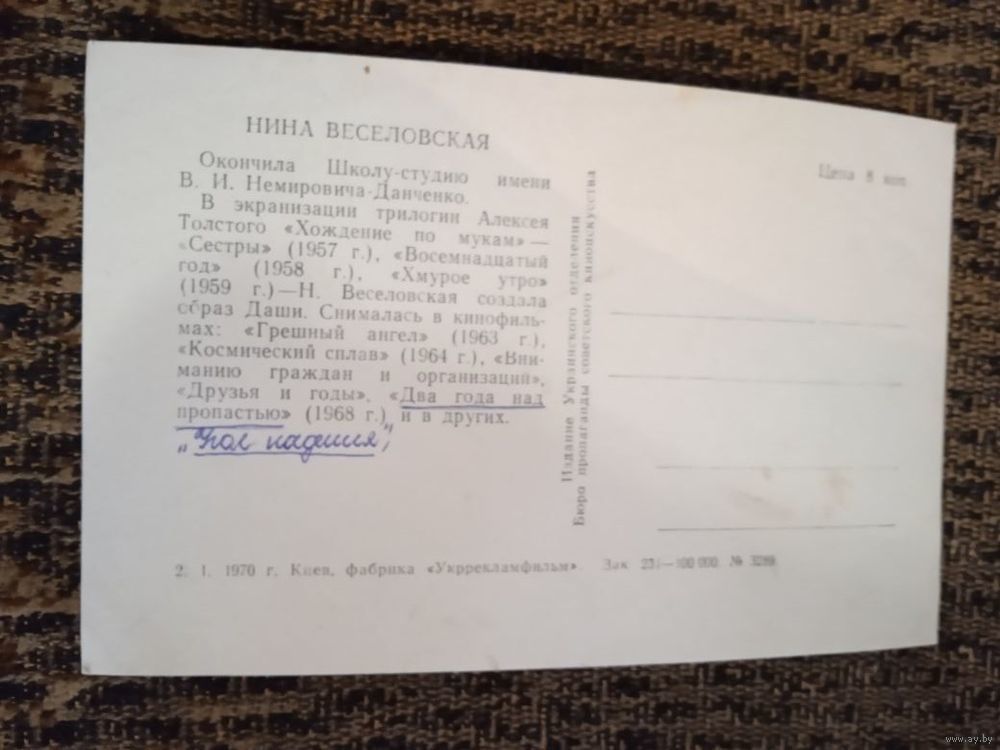 НИНА ВЕСЕЛОВСКАЯ
Окончила Школу-студию имени
В. И. Немировича-Данченко.
В экранизации трилогии Алексея
Толстого «Хождение по мукам» —
«Сестры» (1957 г.), «Восемнадцатый
год» (1958 г.), «Хмурое утро»
(1959 г.)—Н. Веселовская создала
образ Даши. Снималась в кинофиль-
мах: «Грешный ангел» (1963 г.),
«Космический сплав» (1964 г.), «Вни-
манию граждан и организаций»,
«Друзья и годы», «Два года над
пропастью» (1968 г.) и в других.
„Угол падения"
2. 1. 1970 г. Киев, фабрика «Укррекламфильм». Зак. 100 000. №
Издание Украинского отделения
Бюро пропаганды советского киноискусства
Цена 8 коп
www.ay.by